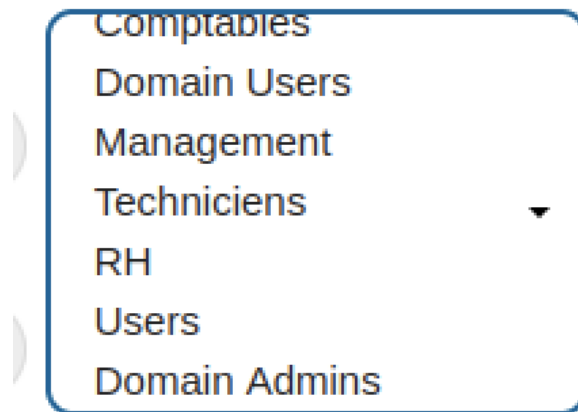 Comptables
Domain Users
Management
Techniciens
RH
Users
Domain Admins